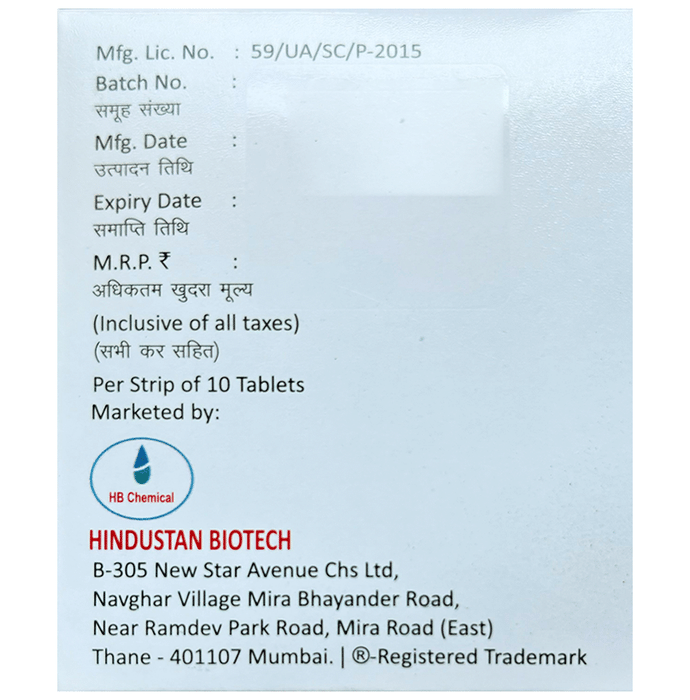 Mfg. Lic. No. : 59/UA/SC/P-2015
Batch No. :
समूह संख्या
Mfg. Date :
उत्पादन तिथि
Expiry Date :
समाप्ति तिथि
M.R.P. ₹ :
अधिकतम खुदरा मूल्य
(Inclusive of all taxes)
(सभी कर सहित)
Per Strip of 10 Tablets
Marketed by:
HB Chemical
HINDUSTAN BIOTECH
B-305 New Star Avenue Chs Ltd,
Navghar Village Mira Bhayander Road,
Near Ramdev Park Road, Mira Road (East)
Thane - 401107 Mumbai. | ®-Registered Trademark